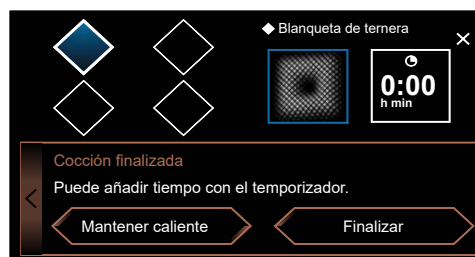 Blanqueta de ternera
0:00
h min
Cocción finalizada
Puede añadir tiempo con el temporizador.
Mantener caliente
Finalizar